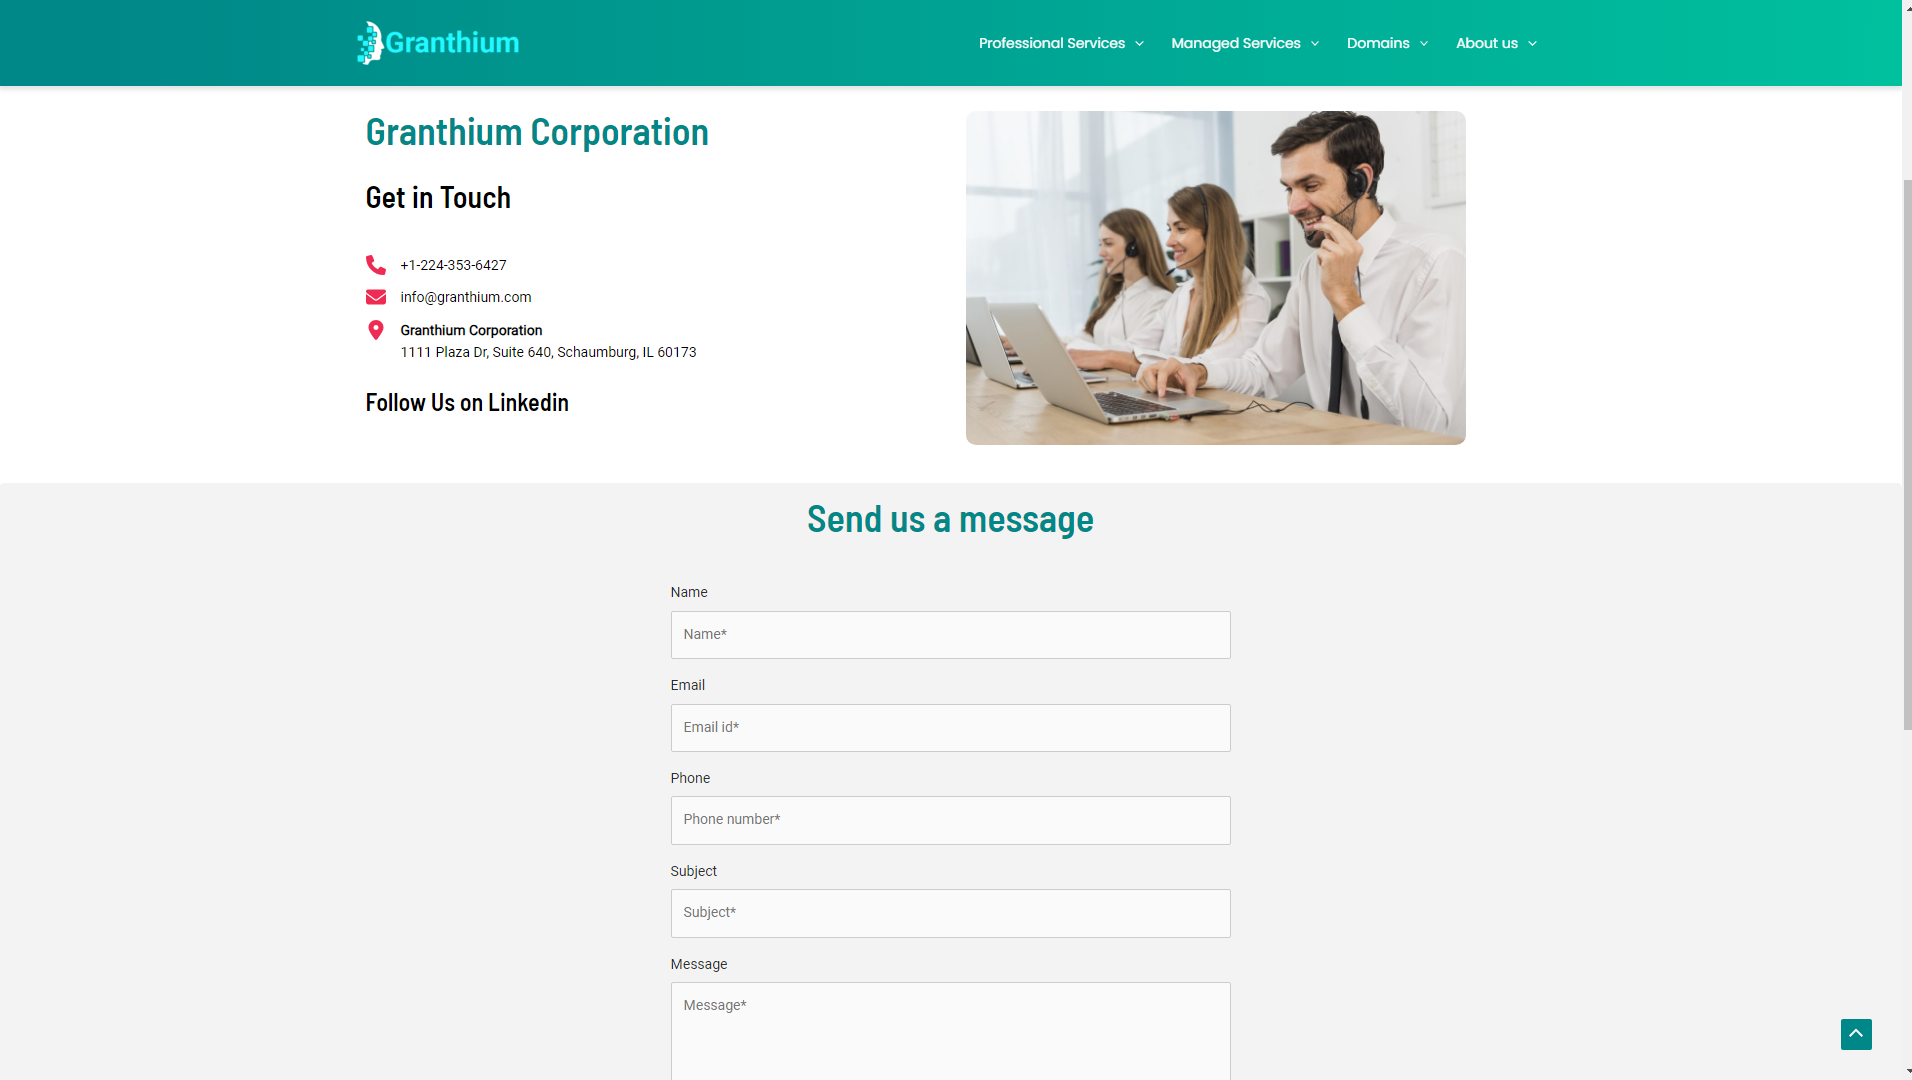 Granthium
Professional Services
Managed Services
Domains
About us
Granthium Corporation
Get in Touch
+1-224-353-6427
info@granthium.com
Granthium Corporation
1111 Plaza Dr, Suite 640, Schaumburg, IL 60173
Follow Us on Linkedin
Send us a message
Name
Name*
Email
Email id*
Phone
Phone number*
Subject
Subject*
Message
Message*